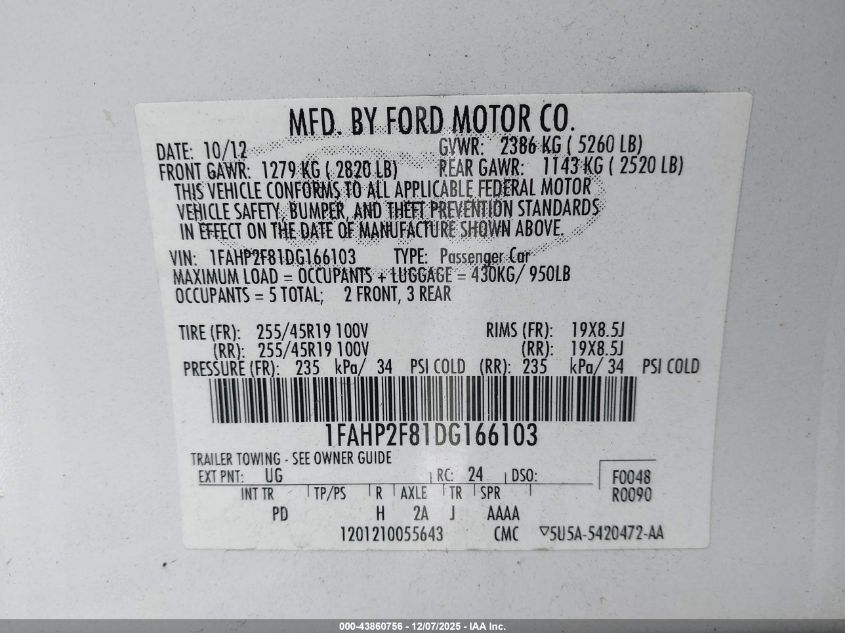 MFD. BY FORD MOTOR CO.
DATE: 10/12 GVWR: 2386 KG ( 5260 LB)
FRONT GAWR: 1279 KG ( 2820 LB) REAR GAWR: 1143 KG ( 2520 LB)
THIS VEHICLE CONFORMS TO ALL APPLICABLE FEDERAL MOTOR
VEHICLE SAFETY, BUMPER, AND THEFT PREVENTION STANDARDS
IN EFFECT ON THE DATE OF MANUFACTURE SHOWN ABOVE.
VIN: 1FAHP2F81DG166103 TYPE: Passenger Car
MAXIMUM LOAD = OCCUPANTS + LUGGAGE = 430KG/ 950LB
OCCUPANTS = 5 TOTAL; 2 FRONT, 3 REAR
TIRE (FR): 255/45R19 100V RIMS (FR): 19X8.5J
(RR): 255/45R19 100V (RR): 19X8.5J
PRESSURE (FR): 235 kPa/ 34 PSI COLD (RR): 235 kPa/ 34 PSI COLD
1FAHP2F81DG166103
TRAILER TOWING - SEE OWNER GUIDE
EXT PNT: UG RC: 24 DSO: F0048
INT TR TP/PS R AXLE TR SPR R0090
PD H 2A J AAAA
1201210055643 CMC ▽5U5A-5420472-AA
000-43860756 - 12/07/2025 - IAA Inc.